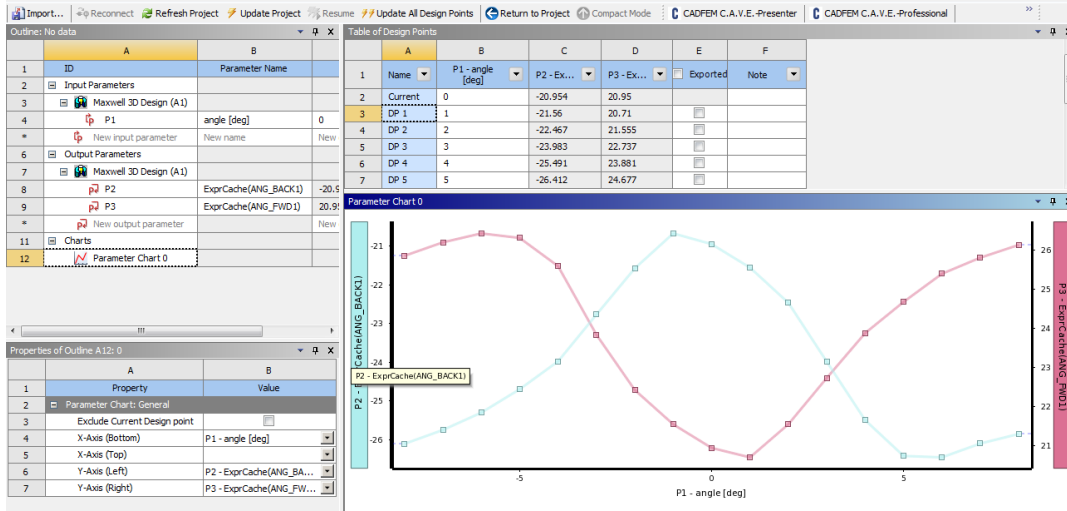 Import... Reconnect Refresh Project Update Project Resume Update All Design Points Return to Project Compact Mode CADFEM C.A.V.E.-Presenter CADFEM C.A.V.E.-Professional »
Outline: No data
A B
1 ID Parameter Name
2 Input Parameters
3 Maxwell 3D Design (A1)
4 P1 angle [deg] 0
* New input parameter New name New
6 Output Parameters
7 Maxwell 3D Design (A1)
8 P2 ExprCache(ANG_BACK1) -20.9
9 P3 ExprCache(ANG_FWD1) 20.9
* New output parameter New
11 Charts
12 Parameter Chart 0
Properties of Outline A12: 0
A B
1 Property Value
2 Parameter Chart: General
3 Exclude Current Design point
4 X-Axis (Bottom) P1 - angle [deg]
5 X-Axis (Top)
6 Y-Axis (Left) P2 - ExprCache(ANG_BA...
7 Y-Axis (Right) P3 - ExprCache(ANG_FW...
Table of Design Points
A B C D E F
1 Name P1 - angle [deg] P2 - Ex... P3 - Ex... Exported Note
2 Current 0 -20.954 20.95
3 DP 1 1 -21.56 20.71
4 DP 2 2 -22.467 21.555
5 DP 3 3 -23.983 22.737
6 DP 4 4 -25.491 23.881
7 DP 5 5 -26.412 24.677
Parameter Chart 0
-21
-22
-23
-24
-25
-26
P2 - ExprCache(ANG_BACK1)
-5 0 5
P1 - angle [deg]
26
25
24
23
22
21
P3 - ExprCache(ANG_FWD1)